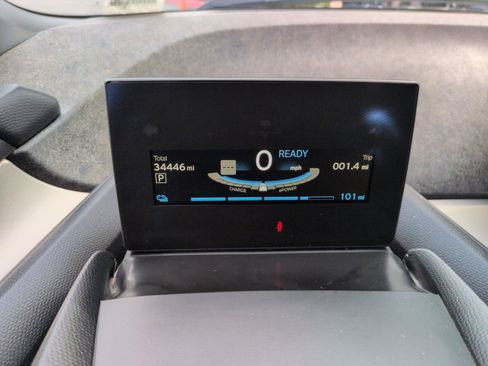 Total
34446 mi
P
---
0
READY
mph
Trip
001.4 mi
CHARGE
ePOWER
101 mi